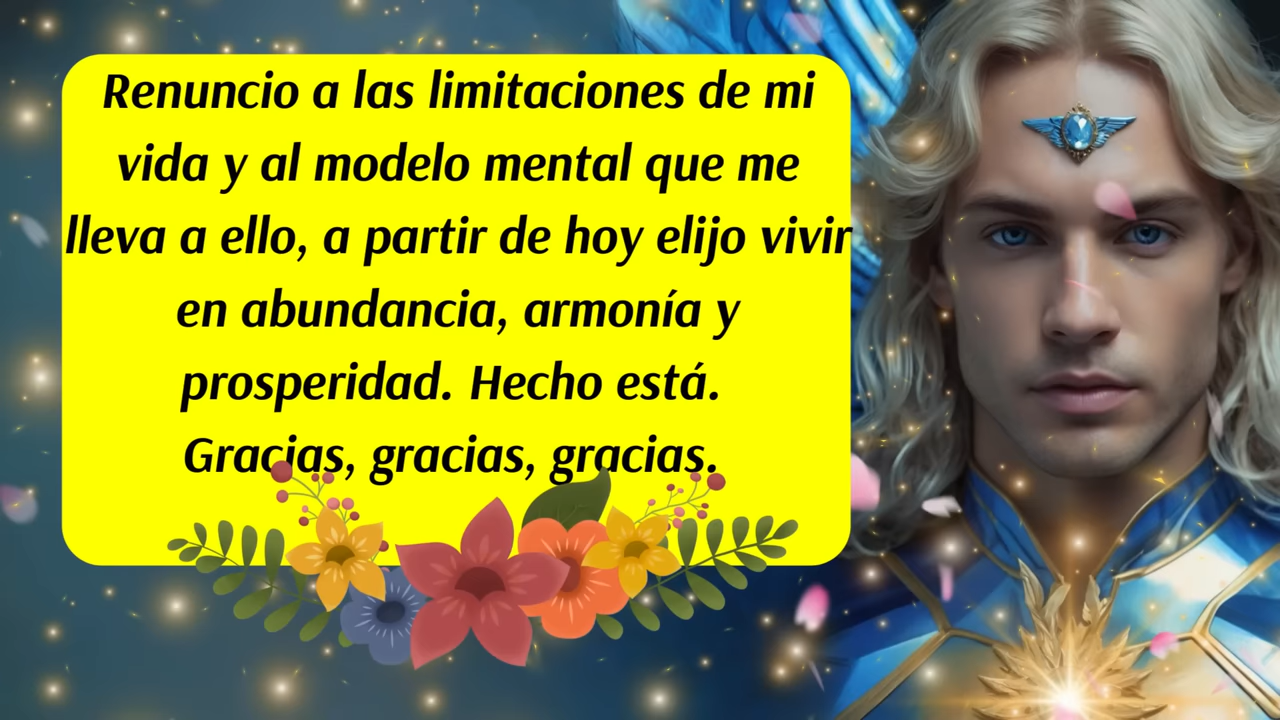 Renuncio a las limitaciones de mi
vida y al modelo mental que me
lleva a ello, a partir de hoy elijo vivir
en abundancia, armonía y
prosperidad. Hecho está.
Gracias, gracias, gracias.